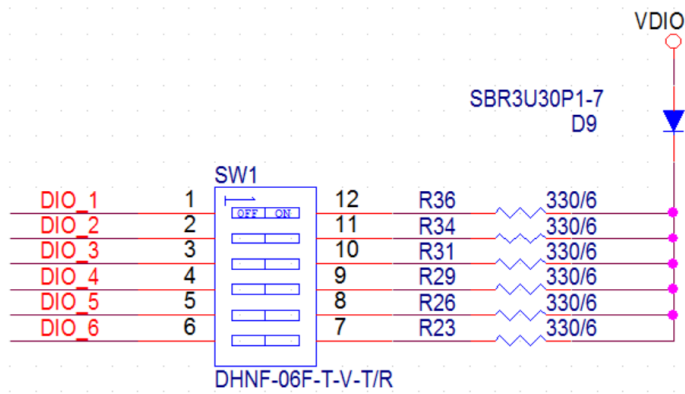 VDIO
SBR3U30P1-7
D9
SW1
OFF ON
DIO_1 1 12 R36 330/6
DIO_2 2 11 R34 330/6
DIO_3 3 10 R31 330/6
DIO_4 4 9 R29 330/6
DIO_5 5 8 R26 330/6
DIO_6 6 7 R23 330/6
DHNF-06F-T-V-T/R